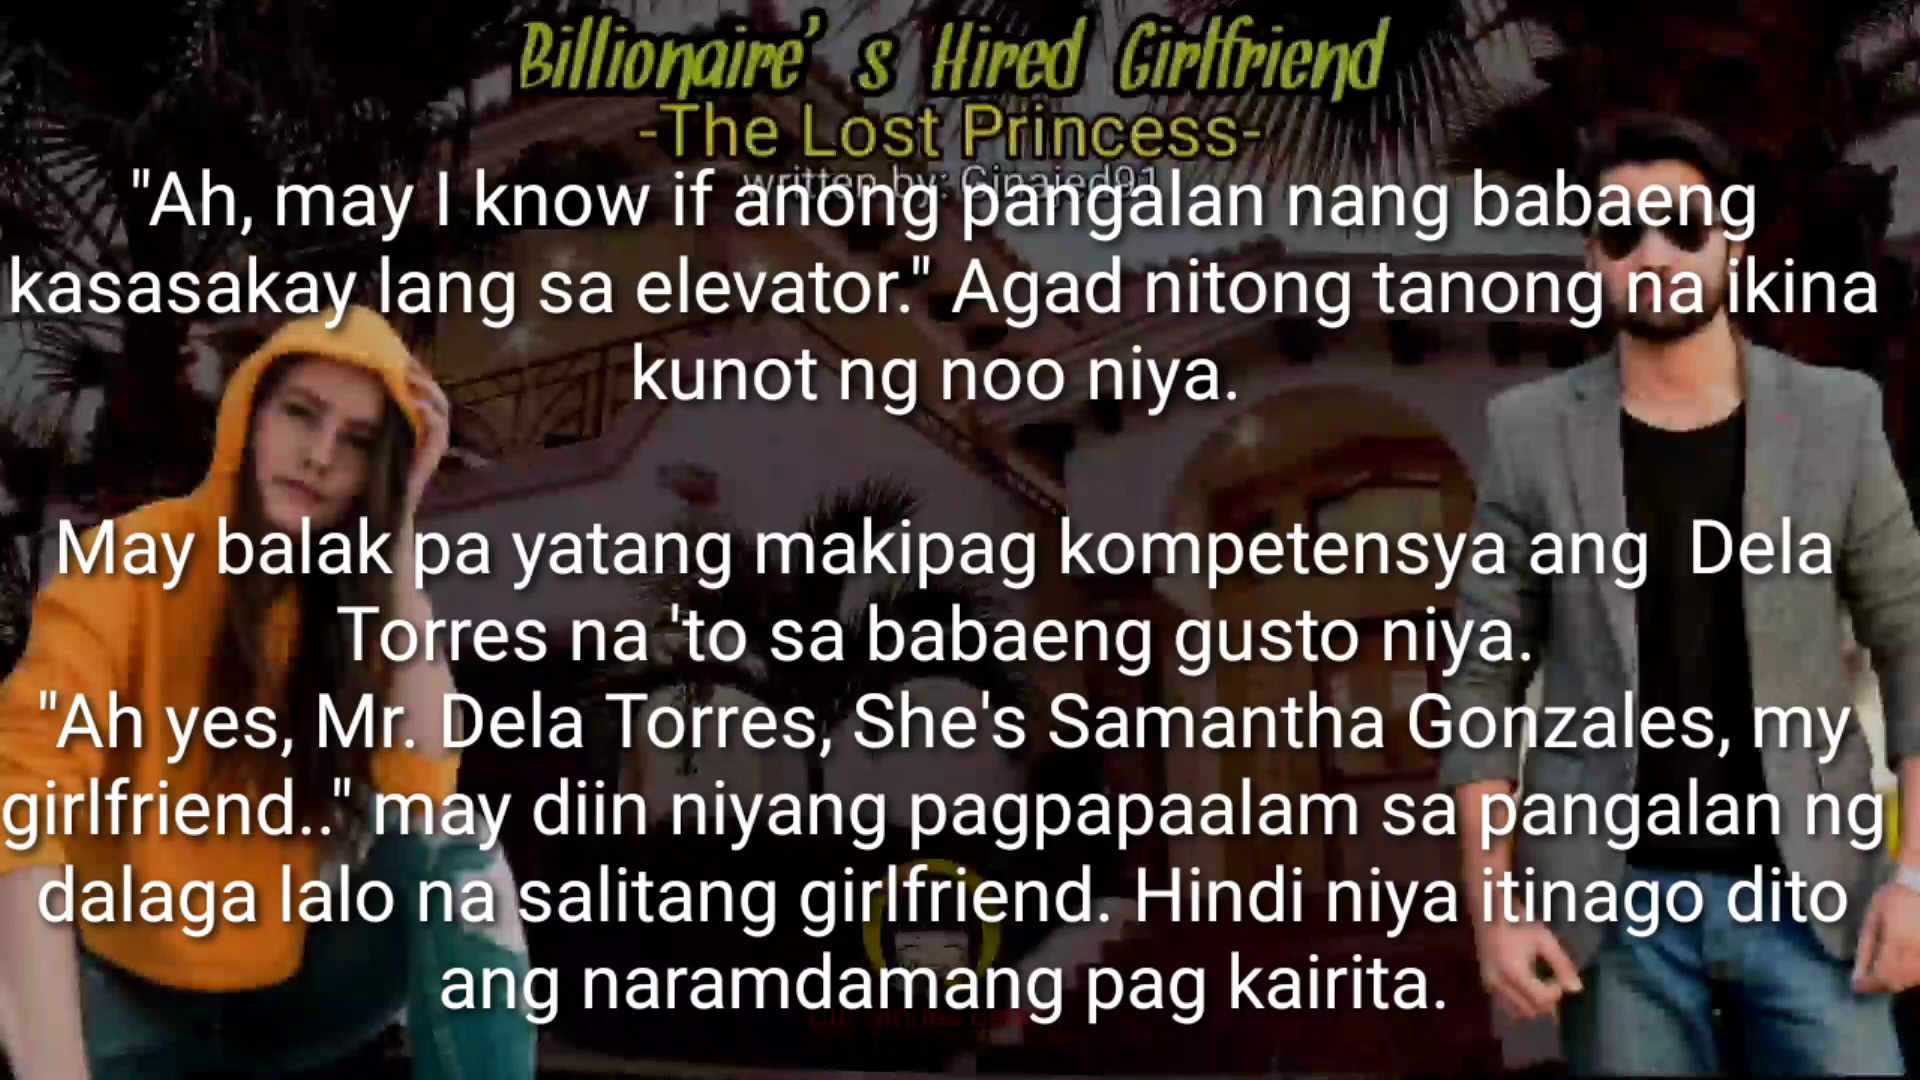 Billionaire' s Hired Girlfriend
-The Lost Princess-
written by: Ginajed91
"Ah, may I know if anong pangalan nang babaeng
kasasakay lang sa elevator." Agad nitong tanong na ikina
kunot ng noo niya.
May balak pa yatang makipag kompetensya ang  Dela
Torres na 'to sa babaeng gusto niya.
"Ah yes, Mr. Dela Torres, She's Samantha Gonzales, my
girlfriend.." may diin niyang pagpapaalam sa pangalan ng
dalaga lalo na salitang girlfriend. Hindi niya itinago dito
ang naramdamang pag kairita.